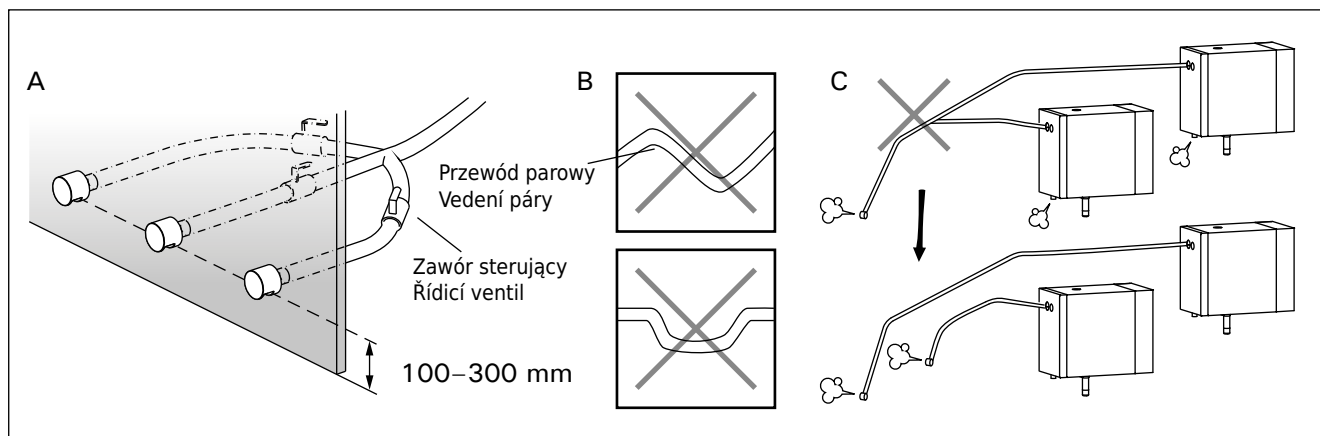 A
B
C
Przewód parowy
Vedení páry
Zawór sterujący
Řídicí ventil
100–300 mm